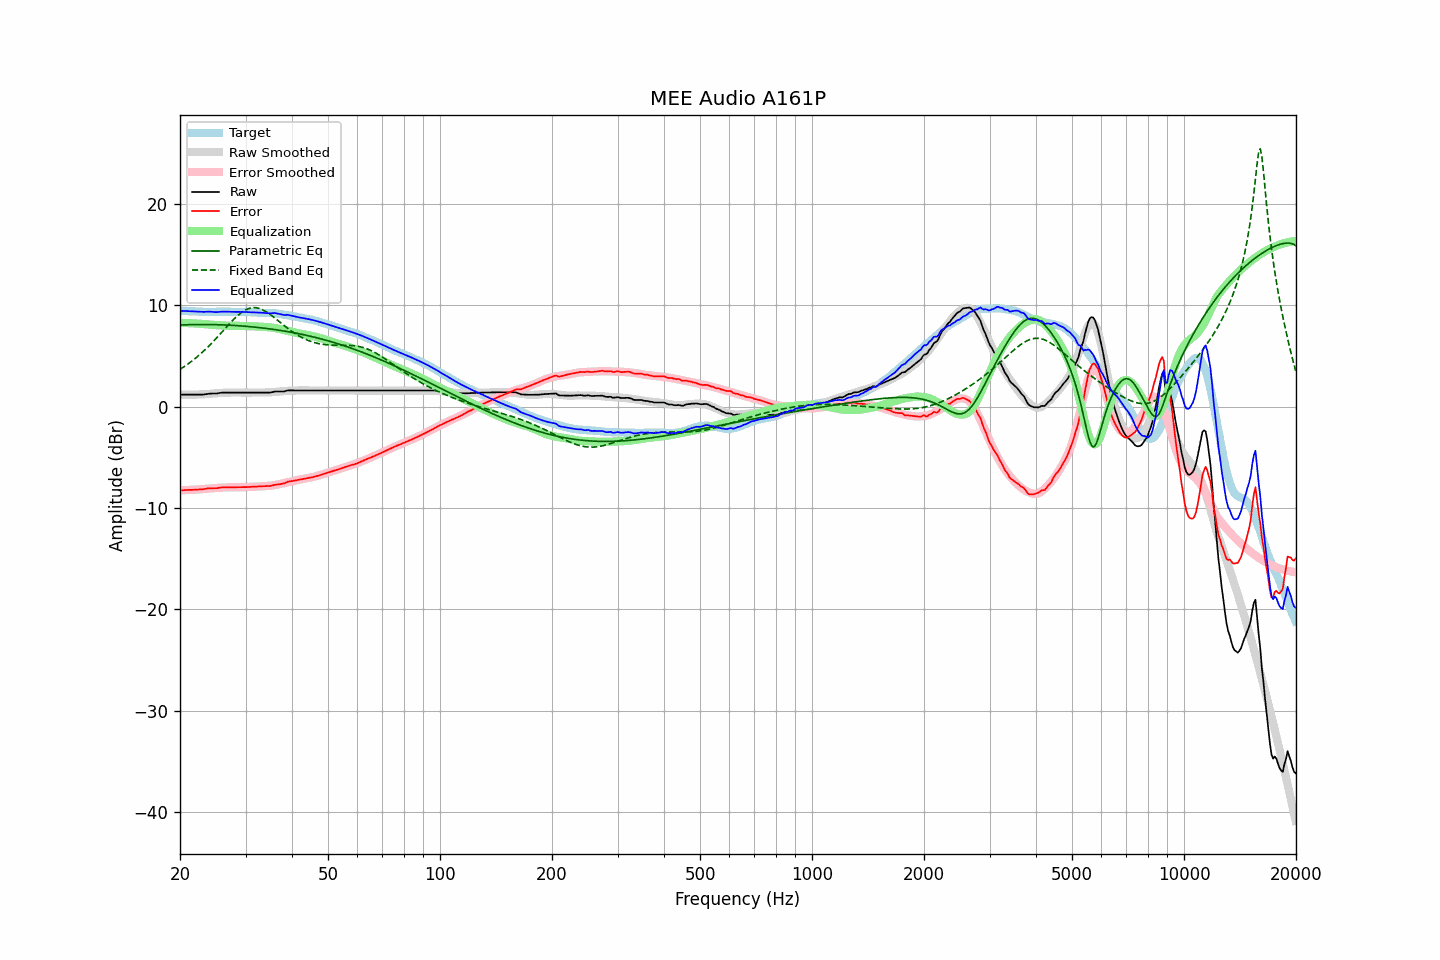 MEE Audio A161P
Target
Raw Smoothed
Error Smoothed
Raw
Error
Equalization
Parametric Eq
Fixed Band Eq
Equalized
20
10
0
−10
−20
−30
−40
Amplitude (dBr)
20 50 100 200 500 1000 2000 5000 10000 20000
Frequency (Hz)